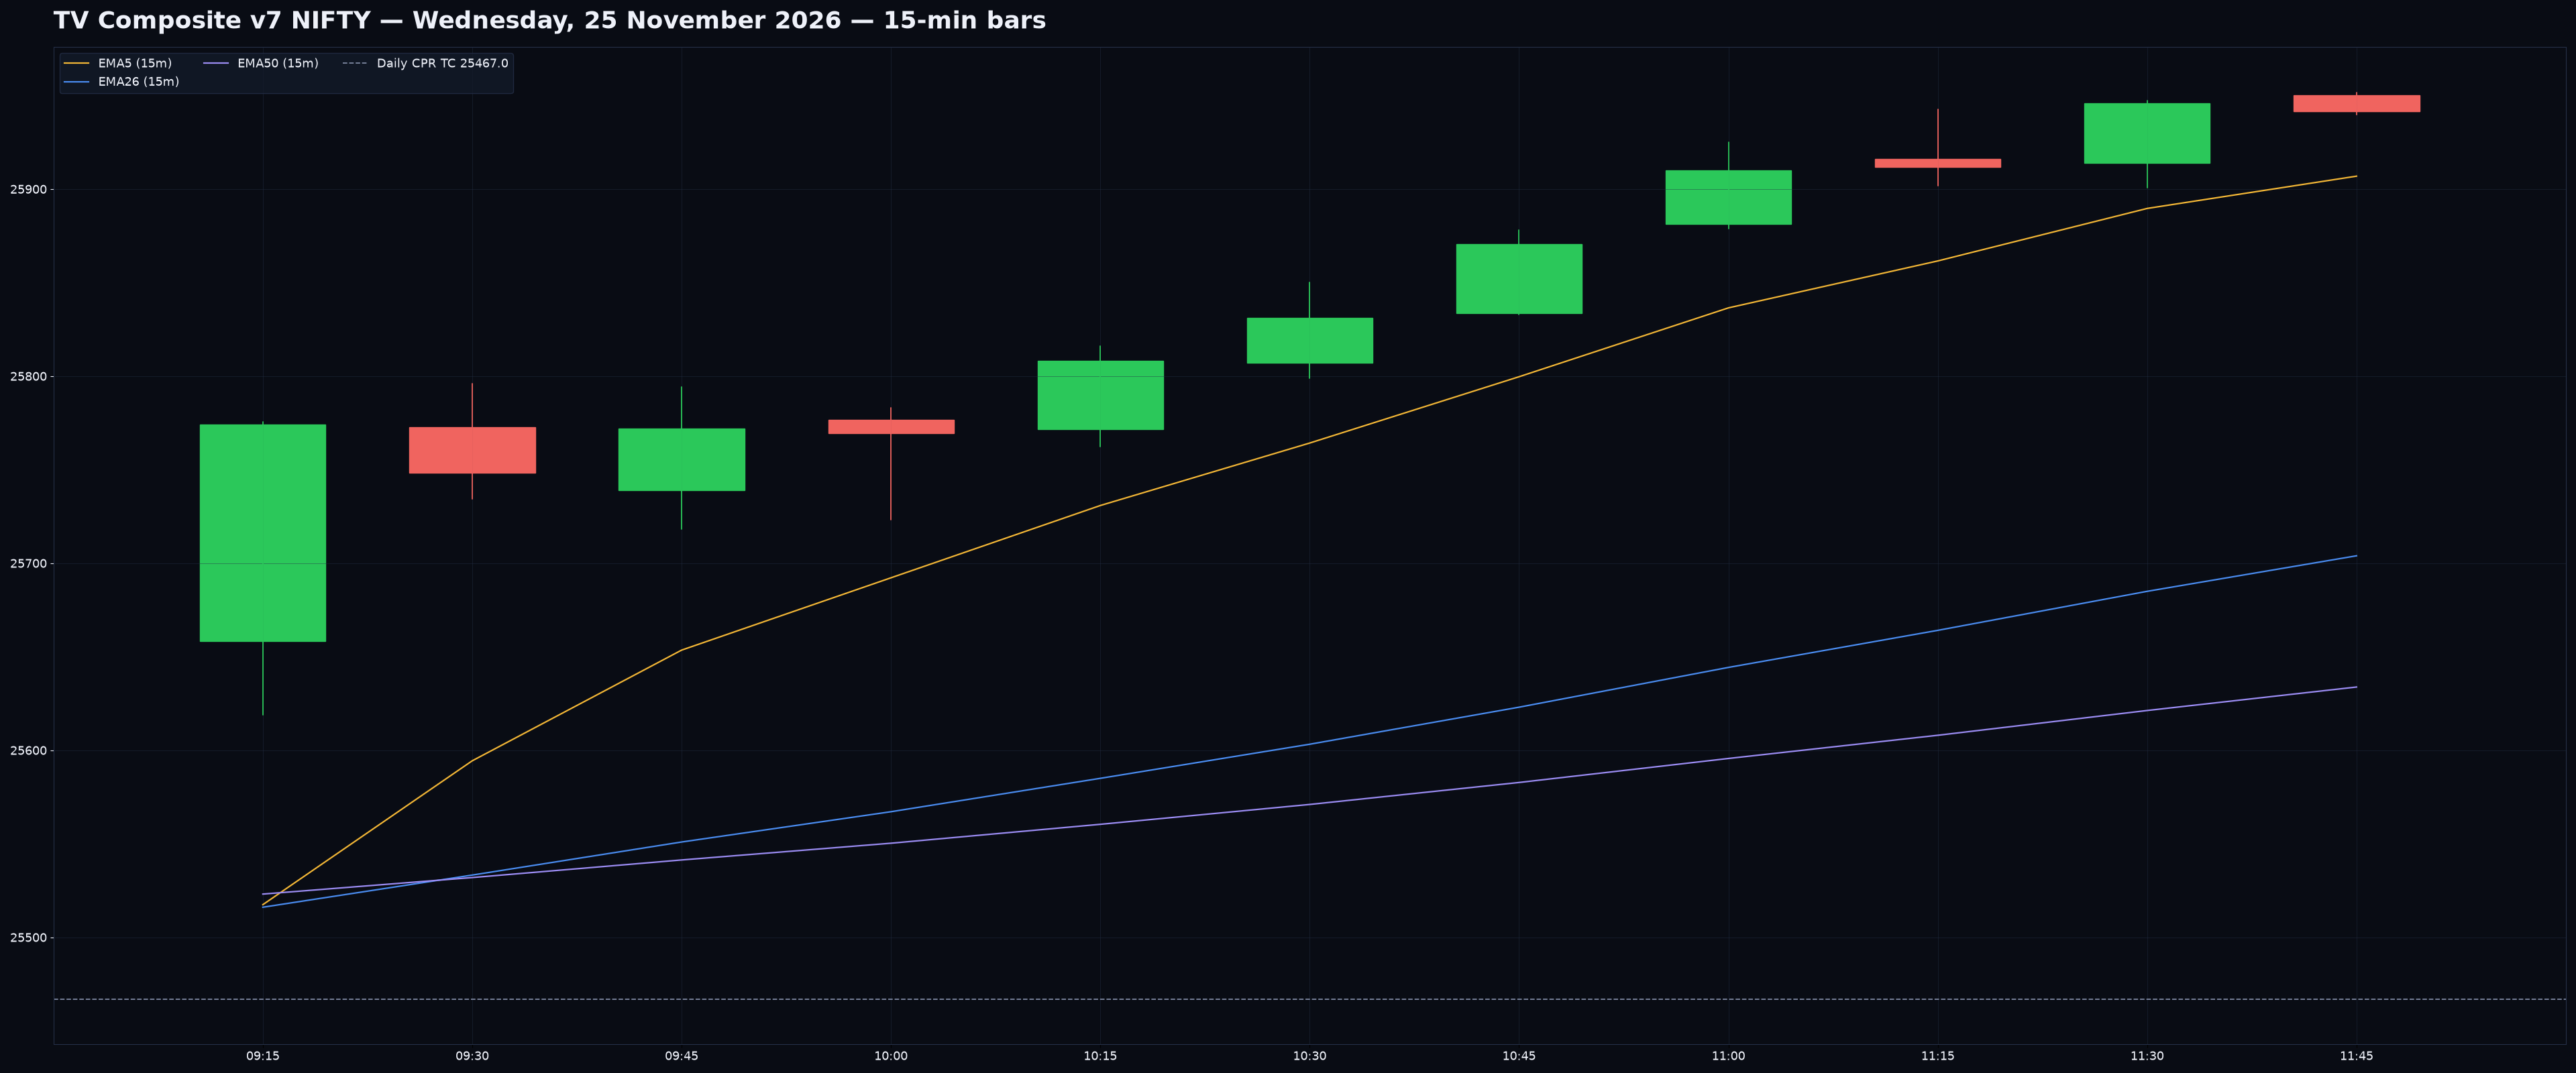 TV Composite v7 NIFTY — Wednesday, 25 November 2026 — 15-min bars
EMA5 (15m) EMA50 (15m) Daily CPR TC 25467.0
EMA26 (15m)
25900
25800
25700
25600
25500
09:15 09:30 09:45 10:00 10:15 10:30 10:45 11:00 11:15 11:30 11:45